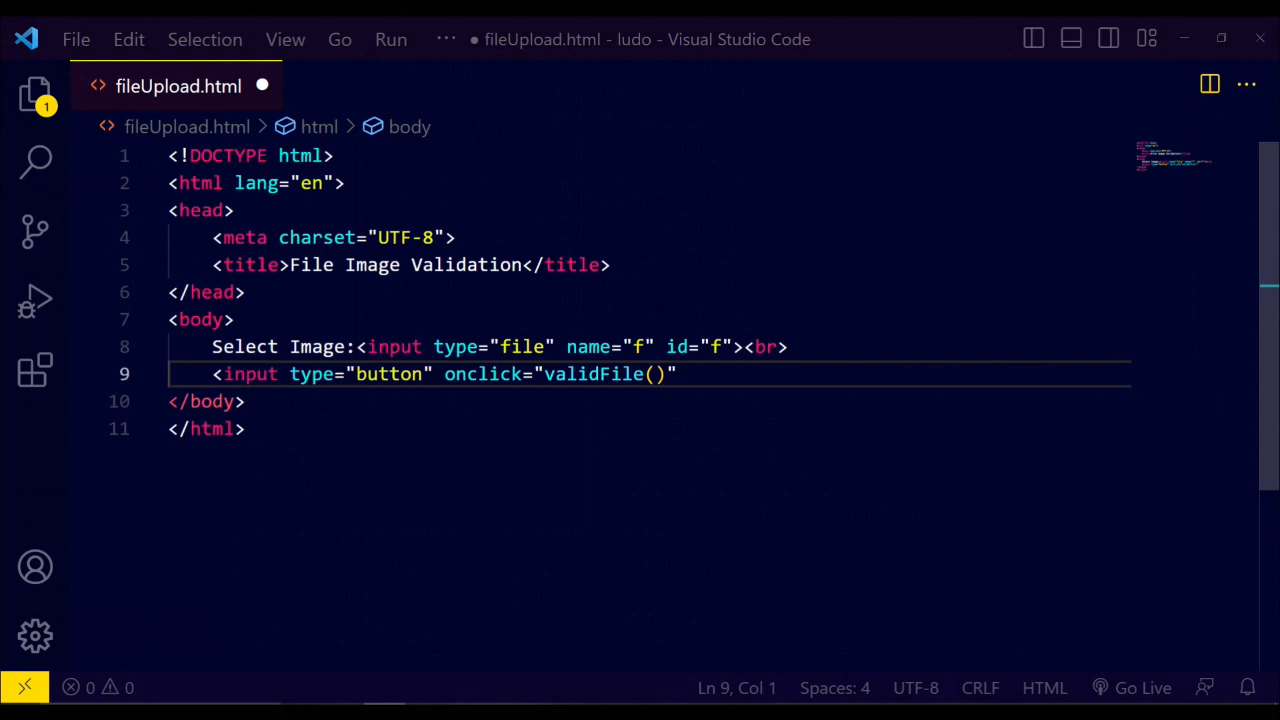 File Edit Selection View Go Run ··· ● fileUpload.html - ludo - Visual Studio Code
fileUpload.html
1
fileUpload.html > html > body
1 <!DOCTYPE html>
2 <html lang="en">
3 <head>
4     <meta charset="UTF-8">
5     <title>File Image Validation</title>
6 </head>
7 <body>
8     Select Image:<input type="file" name="f" id="f"><br>
9     <input type="button" onclick="validFile()"
10 </body>
11 </html>
0 0 Ln 9, Col 1 Spaces: 4 UTF-8 CRLF HTML Go Live